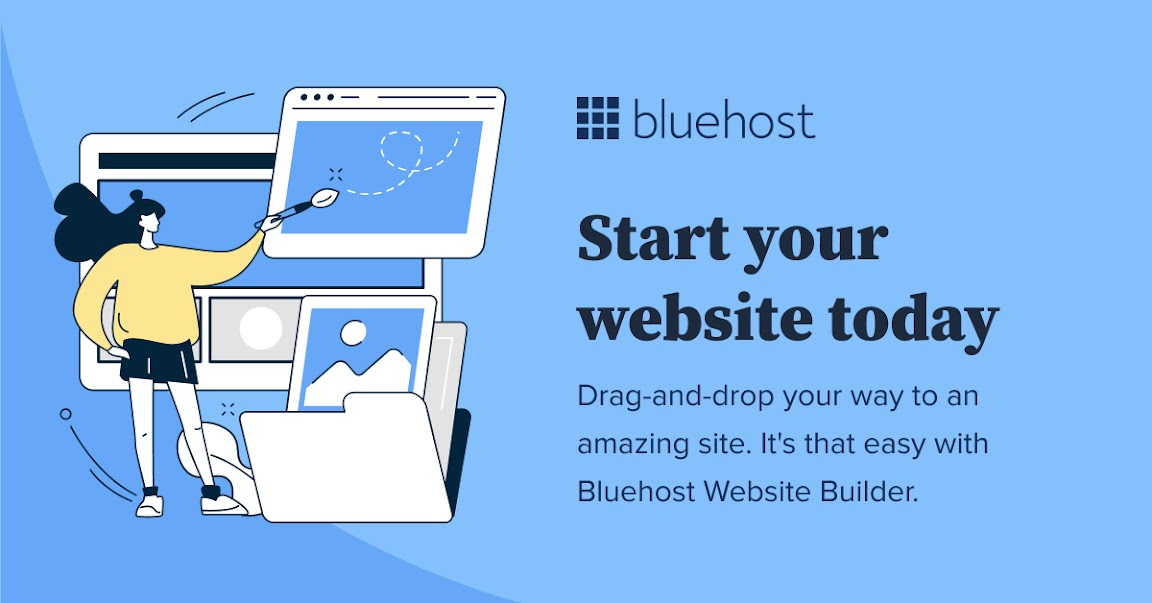 bluehost
Start your
website today
Drag-and-drop your way to an
amazing site. It's that easy with
Bluehost Website Builder.